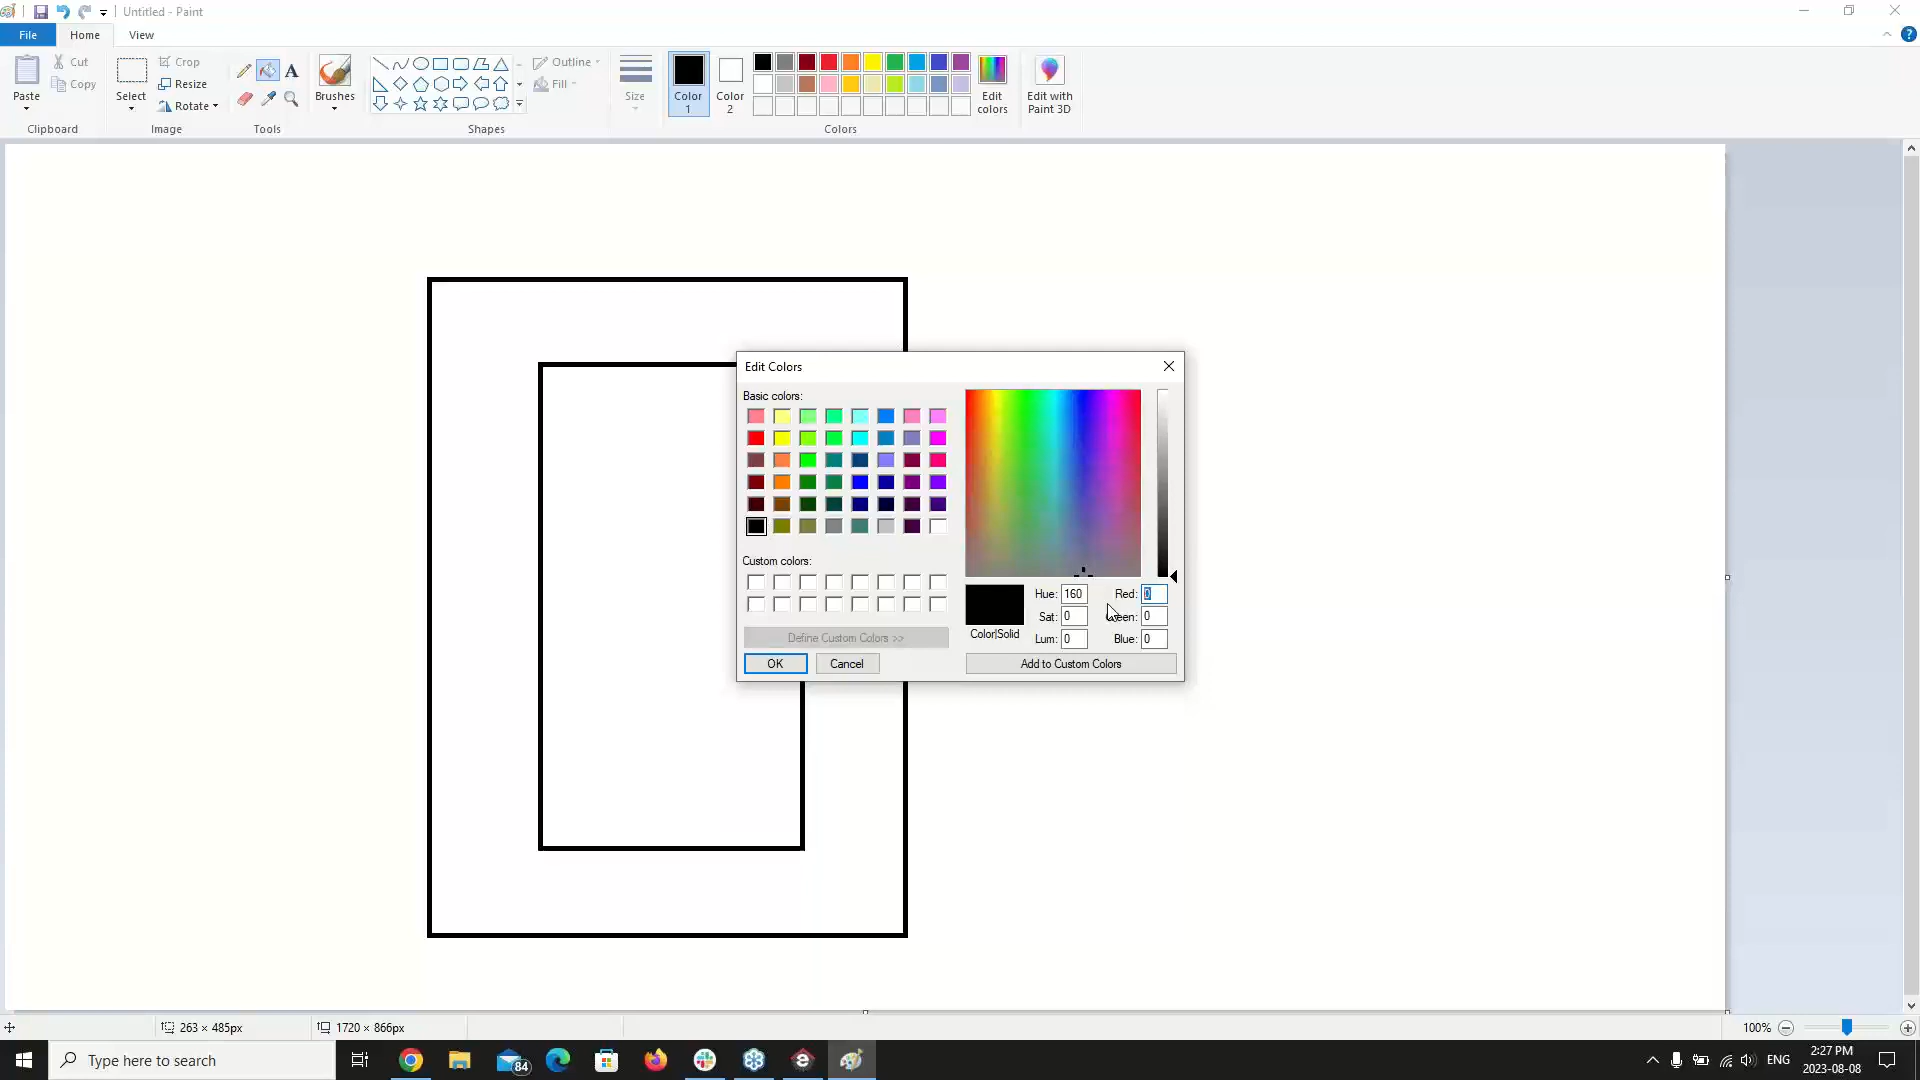 Untitled - Paint
File
Home
View
Paste
Cut
Copy
Clipboard
Select
Crop
Resize
Rotate
Image
A
Tools
Brushes
Outline
Fill
Shapes
Size
Color
1
Color
2
Edit
colors
Colors
Edit with
Paint 3D
Edit Colors
Basic colors:
Custom colors:
Define Custom Colors >>
OK
Cancel
Hue: 160
Red: 0
Sat: 0
Green: 0
Lum: 0
Blue: 0
Color|Solid
Add to Custom Colors
263 × 485px
1720 × 866px
100%
Type here to search
84
ENG
2:27 PM
2023-08-08